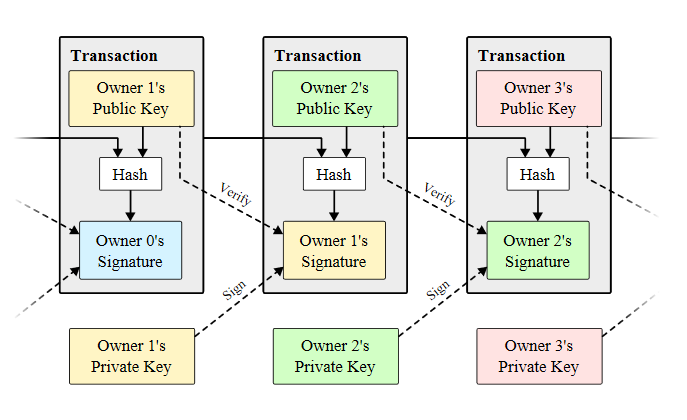 Transaction
Transaction
Transaction
Owner 1's
Public Key
Owner 2's
Public Key
Owner 3's
Public Key
Hash
Hash
Hash
Verify
Verify
Owner 0's
Signature
Owner 1's
Signature
Owner 2's
Signature
Sign
Sign
Owner 1's
Private Key
Owner 2's
Private Key
Owner 3's
Private Key